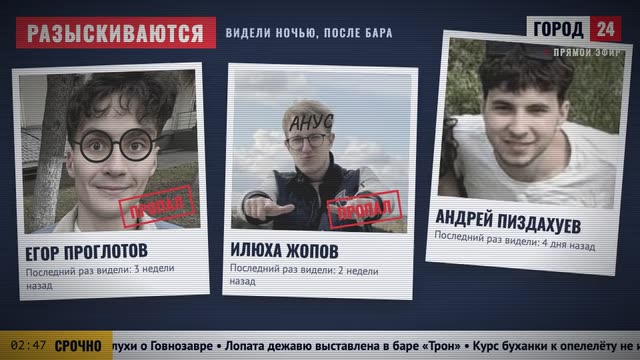 РАЗЫСКИВАЮТСЯ
ВИДЕЛИ НОЧЬЮ, ПОСЛЕ БАРА
ГОРОД 24
ПРЯМОЙ ЭФИР
АНУС
ПРОПАЛ
ПРОПАЛ
ЕГОР ПРОГЛОТОВ
Последний раз видели: 3 недели
назад
ИЛЮХА ЖОПОВ
Последний раз видели: 2 недели
назад
АНДРЕЙ ПИЗДАХУЕВ
Последний раз видели: 4 дня назад
02:47 СРОЧНО лухи о Говнозавре • Лопата дежавю выставлена в баре «Трон» • Курс буханки к опелелёту не и